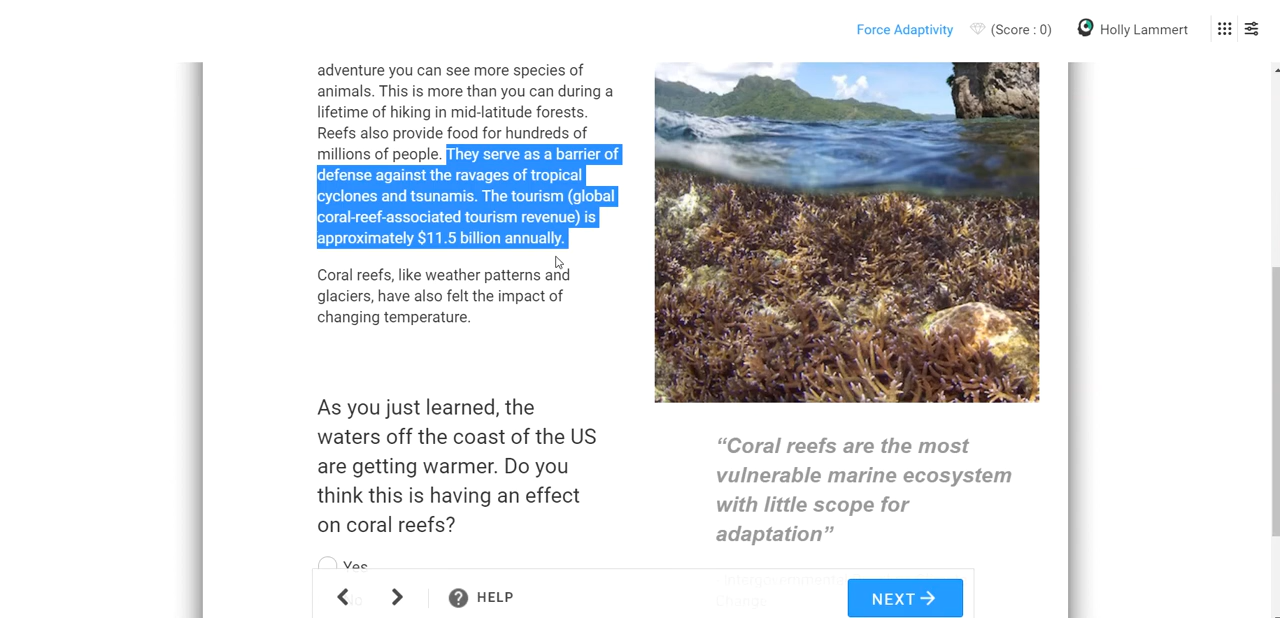 Force Adaptivity
(Score : 0)
Holly Lammert
adventure you can see more species of
animals. This is more than you can during a
lifetime of hiking in mid-latitude forests.
Reefs also provide food for hundreds of
millions of people. They serve as a barrier of
defense against the ravages of tropical
cyclones and tsunamis. The tourism (global
coral-reef-associated tourism revenue) is
approximately $11.5 billion annually.
Coral reefs, like weather patterns and
glaciers, have also felt the impact of
changing temperature.
As you just learned, the
waters off the coast of the US
are getting warmer. Do you
think this is having an effect
on coral reefs?
Yes
No
“Coral reefs are the most
vulnerable marine ecosystem
with little scope for
adaptation”
Change
HELP
NEXT